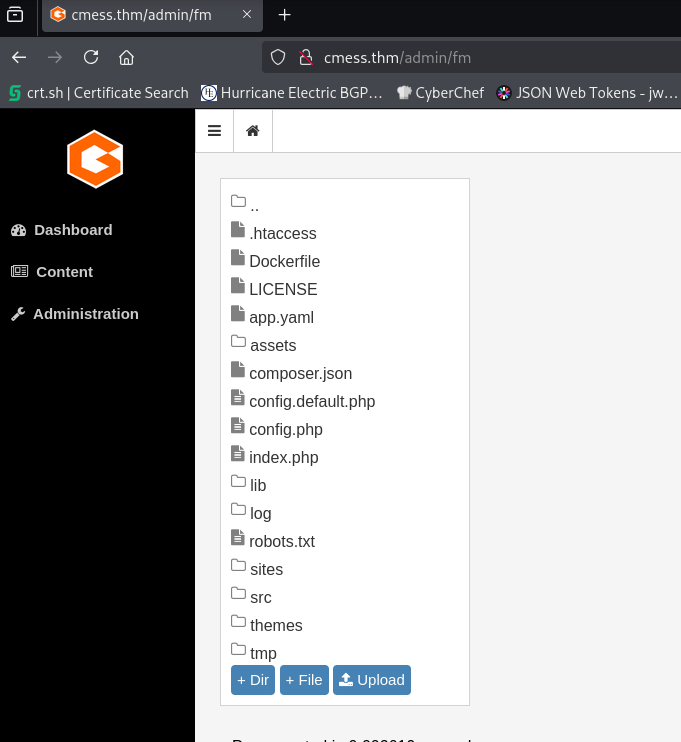 cmess.thm/admin/fm
cmess.thm/admin/fm
crt.sh | Certificate Search Hurricane Electric BGP… CyberChef JSON Web Tokens - jw…
Dashboard
Content
Administration
..
.htaccess
Dockerfile
LICENSE
app.yaml
assets
composer.json
config.default.php
config.php
index.php
lib
log
robots.txt
sites
src
themes
tmp
+ Dir + File Upload